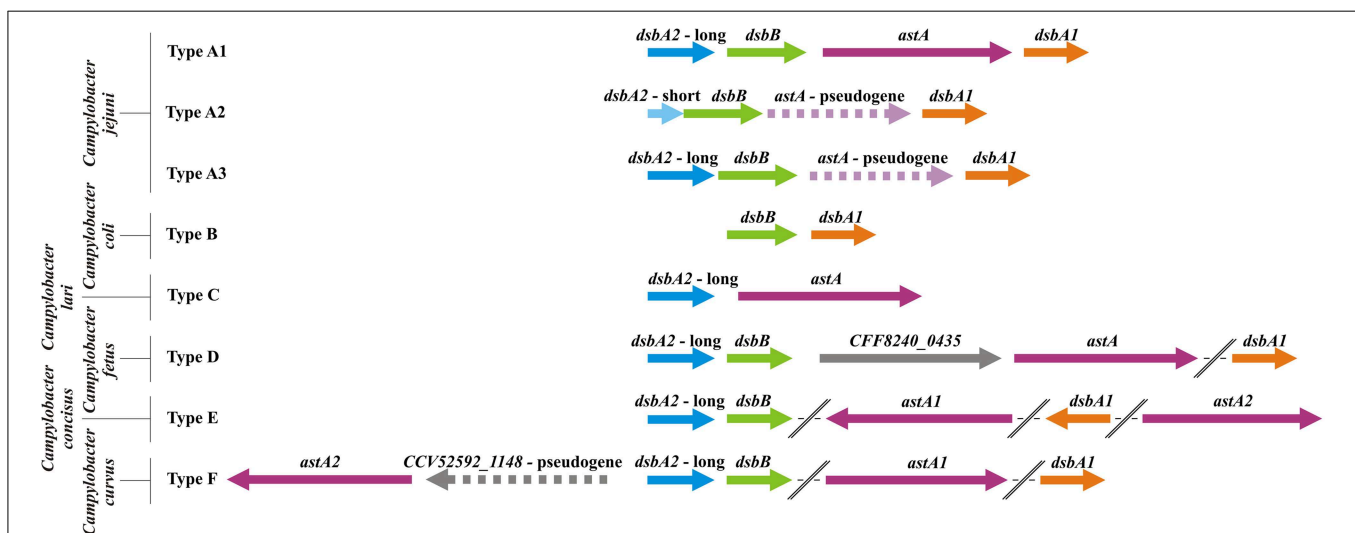 Campylobacter
jejuni
Type A1
dsbA2 - long
dsbB
astA
dsbA1
Type A2
dsbA2 - short
dsbB
astA - pseudogene
dsbA1
Type A3
dsbA2 - long
dsbB
astA - pseudogene
dsbA1
Campylobacter
coli
Type B
dsbB
dsbA1
Campylobacter
lari
Type C
dsbA2 - long
astA
Campylobacter
fetus
Type D
dsbA2 - long
dsbB
CFF8240_0435
astA
dsbA1
Campylobacter
concisus
Type E
dsbA2 - long
dsbB
astA1
dsbA1
astA2
Campylobacter
curvus
Type F
astA2
CCV52592_1148 - pseudogene
dsbA2 - long
dsbB
astA1
dsbA1